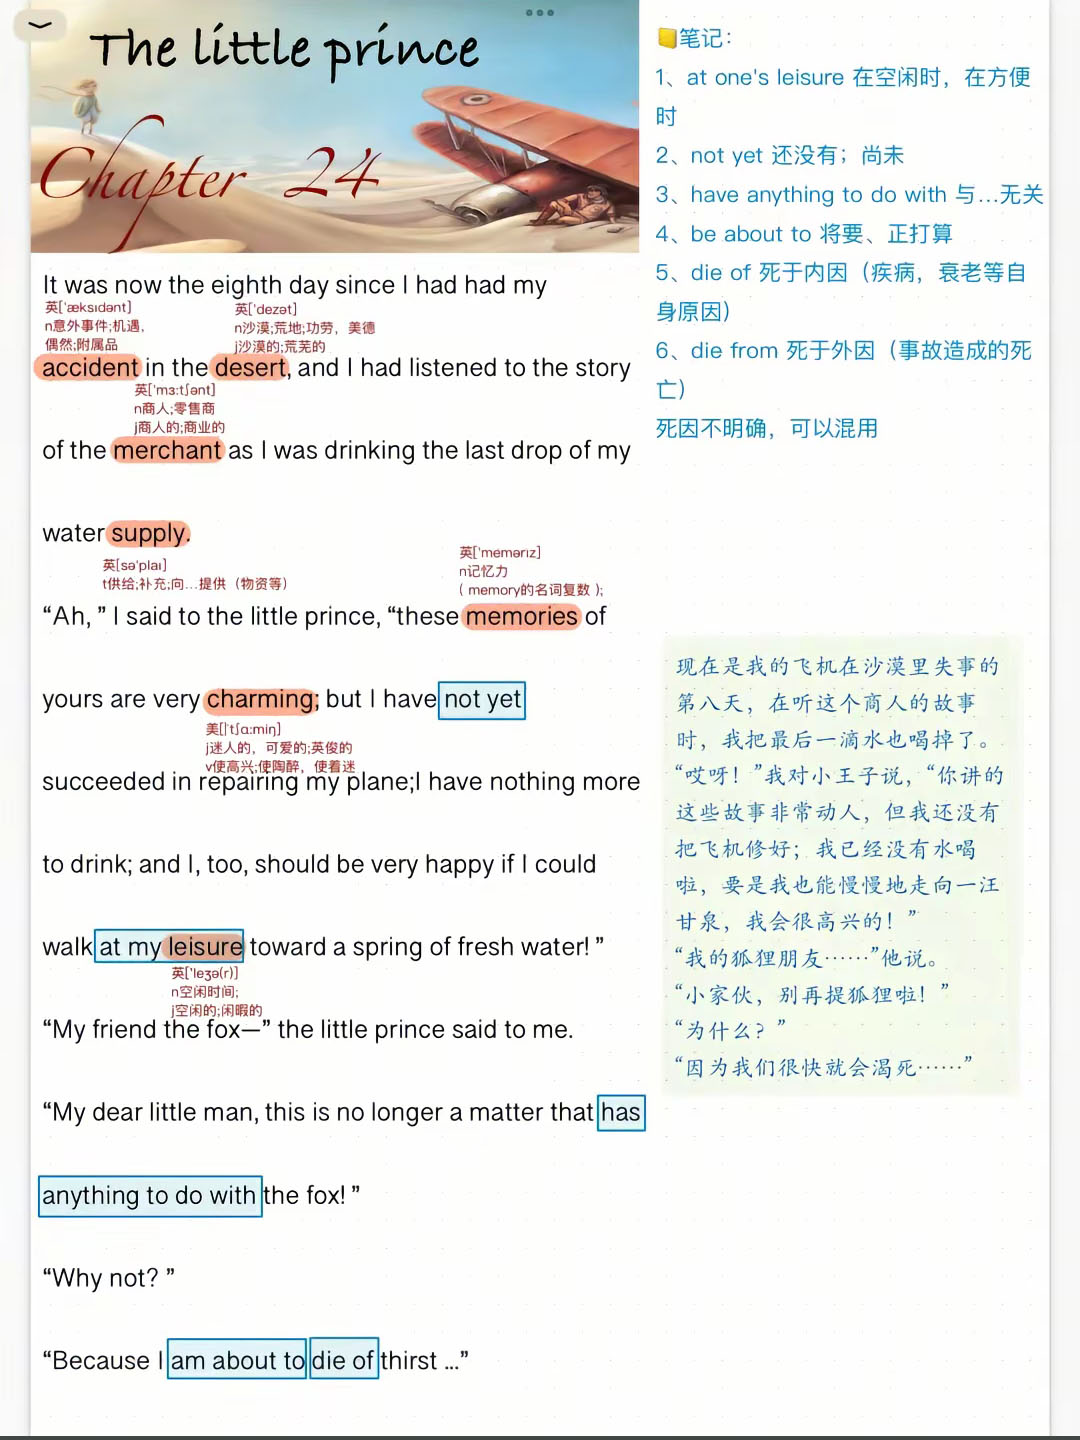 The little prince
Chapter 24
It was now the eighth day since I had had my
英['æksɪdənt]
n意外事件;机遇,
偶然;附属品
英['dezət]
n沙漠;荒地;功劳, 美德
j沙漠的;荒芜的
accident in the desert, and I had listened to the story
英['mɜːtʃənt]
n商人;零售商
j商人的;商业的
of the merchant as I was drinking the last drop of my
water supply.
英[sə'plaɪ]
t供给;补充;向...提供（物资等）
英['memərɪz]
n记忆力
( memory的名词复数 );
“Ah, ” I said to the little prince, “these memories of
yours are very charming; but I have not yet
美[ˈtʃɑːmɪŋ]
j迷人的, 可爱的;英俊的
v使高兴;使陶醉, 使着迷
succeeded in repairing my plane;I have nothing more
to drink; and I, too, should be very happy if I could
walk at my leisure toward a spring of fresh water! ”
英['leʒə(r)]
n空闲时间;
j空闲的;闲暇的
“My friend the fox—” the little prince said to me.
“My dear little man, this is no longer a matter that has
anything to do with the fox! ”
“Why not? ”
“Because I am about to die of thirst ...”
笔记：
1、at one's leisure 在空闲时，在方便
时
2、not yet 还没有；尚未
3、have anything to do with 与…无关
4、be about to 将要、正打算
5、die of 死于内因（疾病，衰老等自
身原因）
6、die from 死于外因（事故造成的死
亡）
死因不明确，可以混用
现在是我的飞机在沙漠里失事的
第八天，在听这个商人的故事
时，我把最后一滴水也喝掉了。
“哎呀！”我对小王子说，“你讲的
这些故事非常动人，但我还没有
把飞机修好；我已经没有水喝
啦，要是我也能慢慢地走向一汪
甘泉，我会很高兴的！”
“我的狐狸朋友……”他说。
“小家伙，别再提狐狸啦！”
“为什么？”
“因为我们很快就会渴死……”